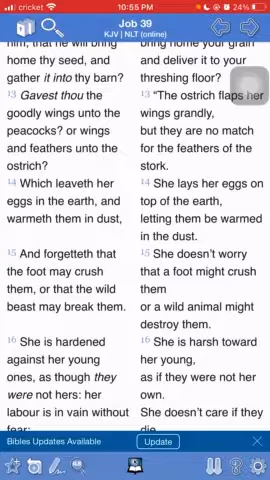 cricket
10:55 PM
24%
Job 39
KJV | NLT (online)
him, that he will bring
home thy seed, and
gather it into thy barn?
13 Gavest thou the
goodly wings unto the
peacocks? or wings
and feathers unto the
ostrich?
14 Which leaveth her
eggs in the earth, and
warmeth them in dust,
15 And forgetteth that
the foot may crush
them, or that the wild
beast may break them.
16 She is hardened
against her young
ones, as though they
were not hers: her
labour is in vain without
fear;
bring home your grain
and deliver it to your
threshing floor?
13 “The ostrich flaps her
wings grandly,
but they are no match
for the feathers of the
stork.
14 She lays her eggs on
top of the earth,
letting them be warmed
in the dust.
15 She doesn’t worry
that a foot might crush
them
or a wild animal might
destroy them.
16 She is harsh toward
her young,
as if they were not her
own.
She doesn’t care if they
die.
Bibles Updates Available
Update